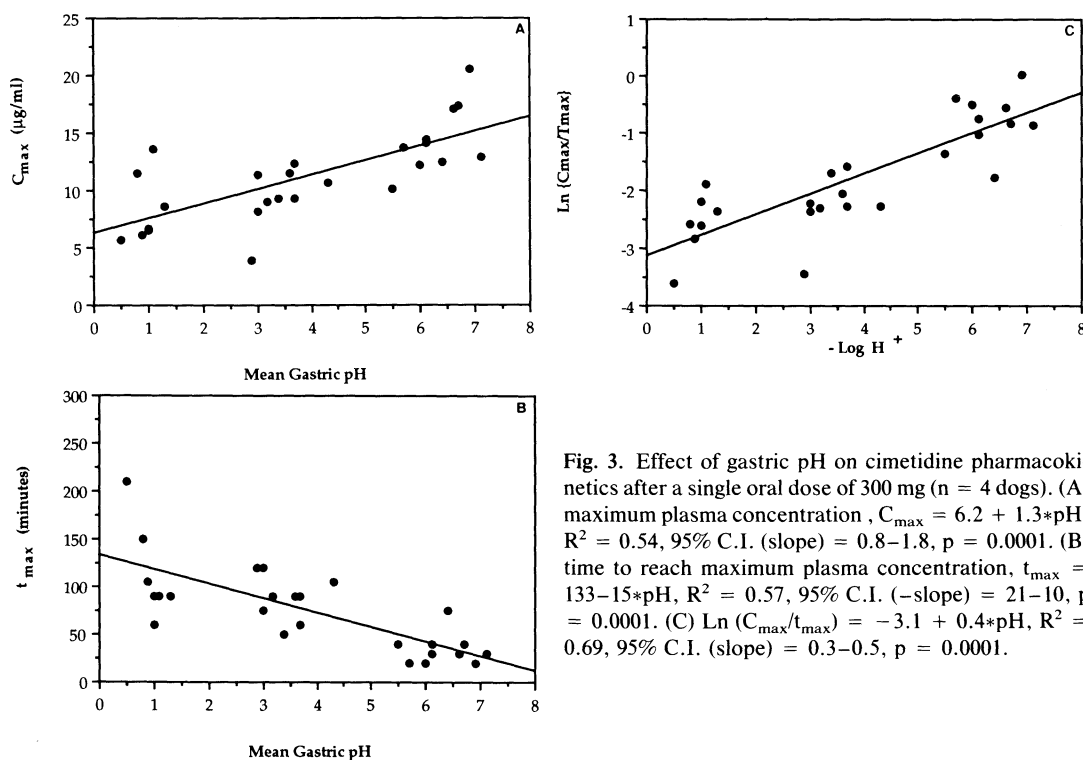 A
25
20
15
10
5
0
C max (µg/ml)
0 1 2 3 4 5 6 7 8
Mean Gastric pH
C
1
0
-1
-2
-3
-4
Ln {Cmax/Tmax}
0 1 2 3 4 5 6 7 8
- Log H +
B
300
250
200
150
100
50
0
t max (minutes)
0 1 2 3 4 5 6 7 8
Mean Gastric pH
Fig. 3. Effect of gastric pH on cimetidine pharmacoki
netics after a single oral dose of 300 mg (n = 4 dogs). (A
maximum plasma concentration , Cmax = 6.2 + 1.3*pH
R² = 0.54, 95% C.I. (slope) = 0.8–1.8, p = 0.0001. (B
time to reach maximum plasma concentration, tmax =
133–15*pH, R² = 0.57, 95% C.I. (−slope) = 21–10, p
= 0.0001. (C) Ln (Cmax/tmax) = −3.1 + 0.4*pH, R² =
0.69, 95% C.I. (slope) = 0.3–0.5, p = 0.0001.